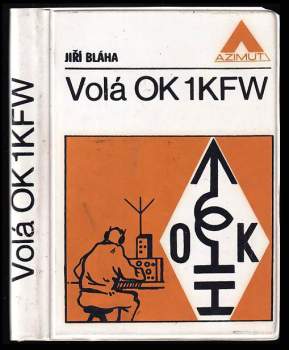 Volá OK 1KFW
JIŘÍ BLÁHA
AZIMUT
Volá OK 1KFW
OK